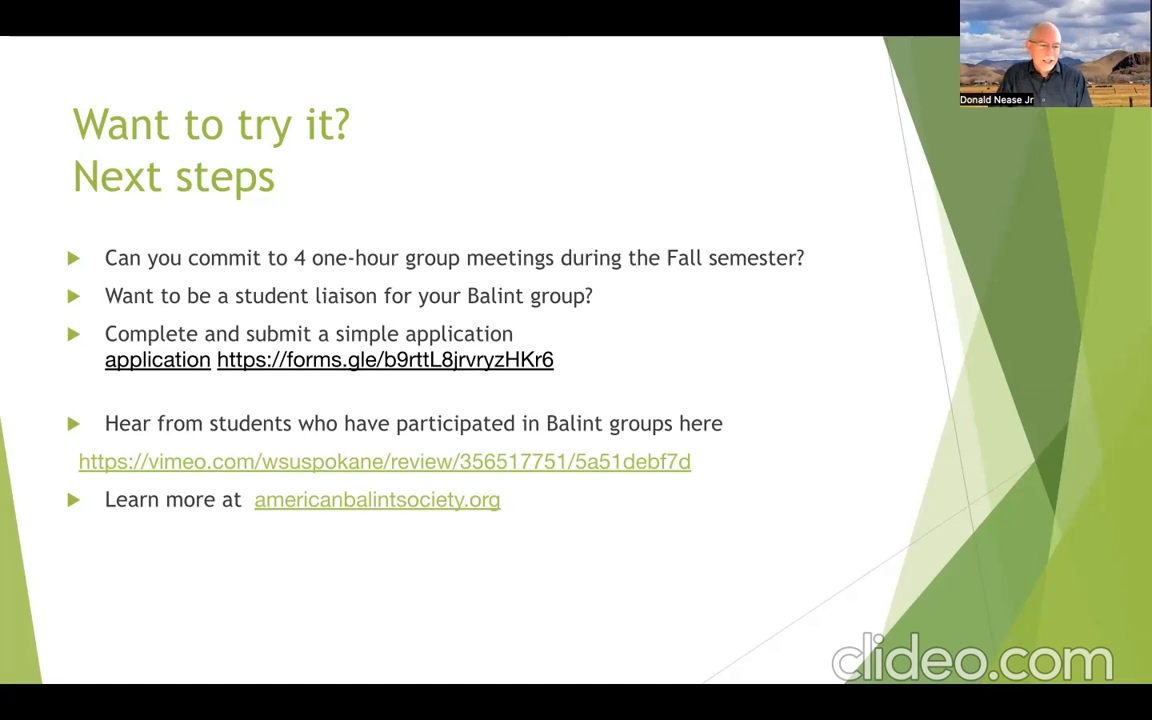 Donald Nease Jr
Want to try it?
Next steps
Can you commit to 4 one-hour group meetings during the Fall semester?
Want to be a student liaison for your Balint group?
Complete and submit a simple application
application https://forms.gle/b9rttL8jrvryzHKr6
Hear from students who have participated in Balint groups here
https://vimeo.com/wsuspokane/review/356517751/5a51debf7d
Learn more at americanbalintsociety.org
clideo.com